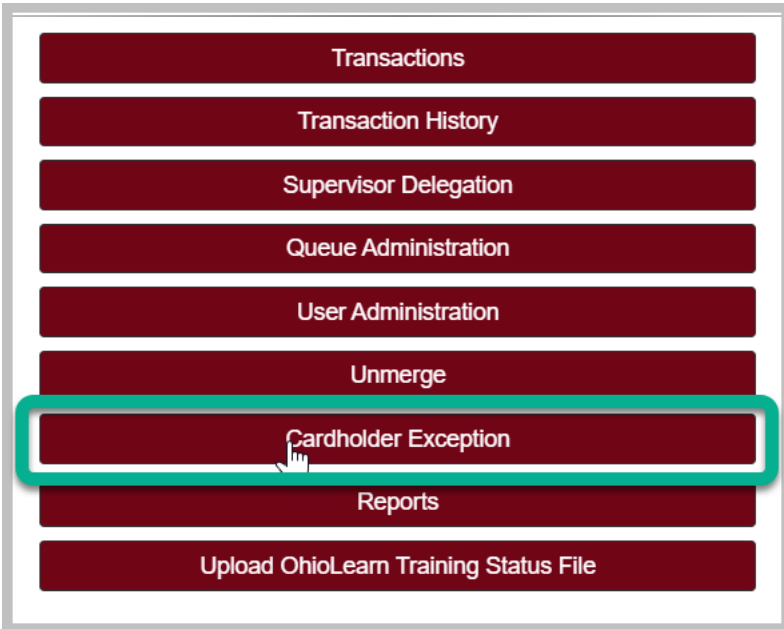 Transactions
Transaction History
Supervisor Delegation
Queue Administration
User Administration
Unmerge
Cardholder Exception
Reports
Upload OhioLearn Training Status File